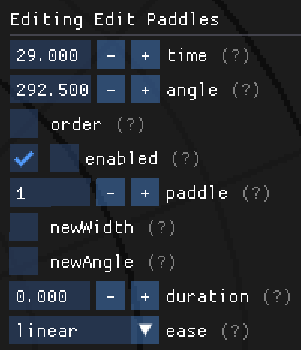 Editing Edit Paddles
29.000 - + time (?)
292.500 - + angle (?)
order (?)
enabled (?)
1 - + paddle (?)
newWidth (?)
newAngle (?)
0.000 - + duration (?)
linear ease (?)